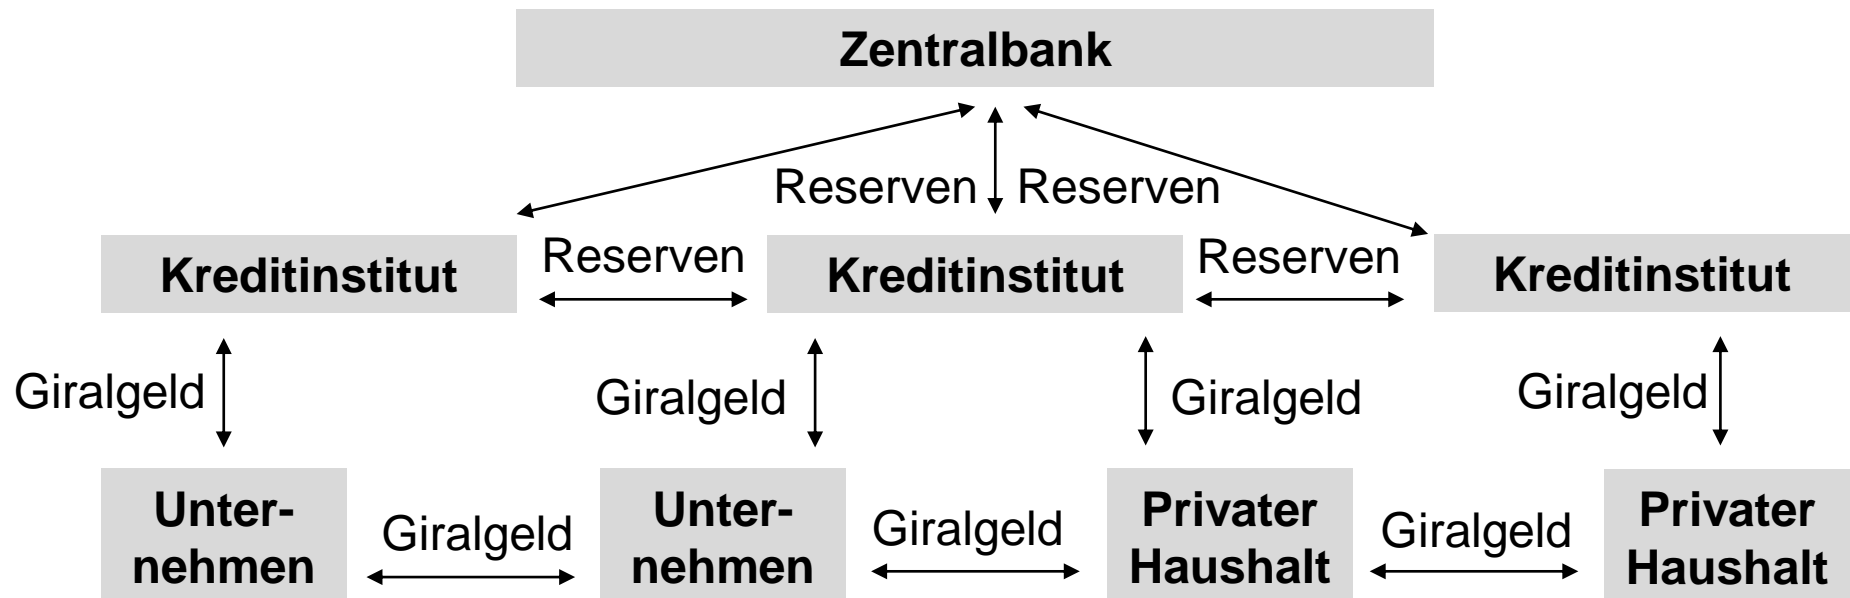 Zentralbank
Reserven Reserven
Kreditinstitut Reserven Kreditinstitut Reserven Kreditinstitut
Giralgeld Giralgeld Giralgeld Giralgeld
Unter-
nehmen
Giralgeld
Unter-
nehmen
Giralgeld
Privater
Haushalt
Giralgeld
Privater
Haushalt